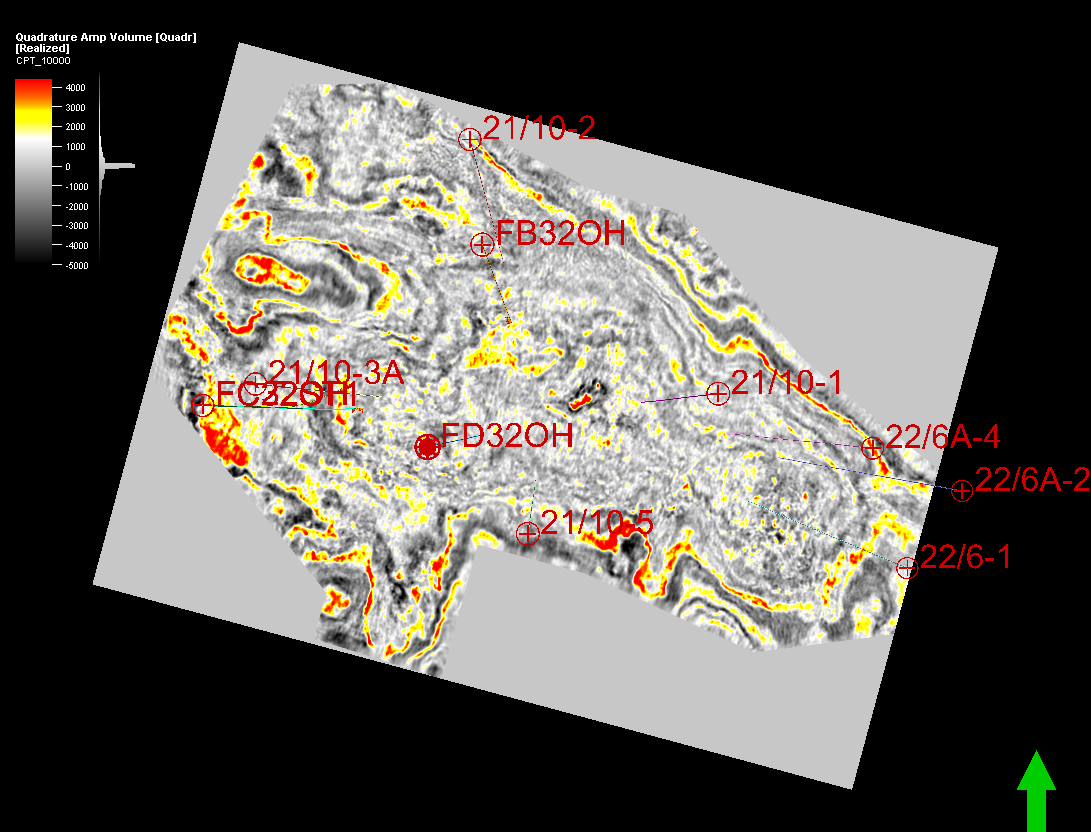 Quadrature Amp Volume [Quadr]
[Realized]
CPT_10000
4000
3000
2000
1000
0
-1000
-2000
-3000
-4000
-5000
21/10-2
FB32OH
21/10-3A
21/10-1
FD32OH
22/6A-4
22/6A-2
21/10-5
22/6-1